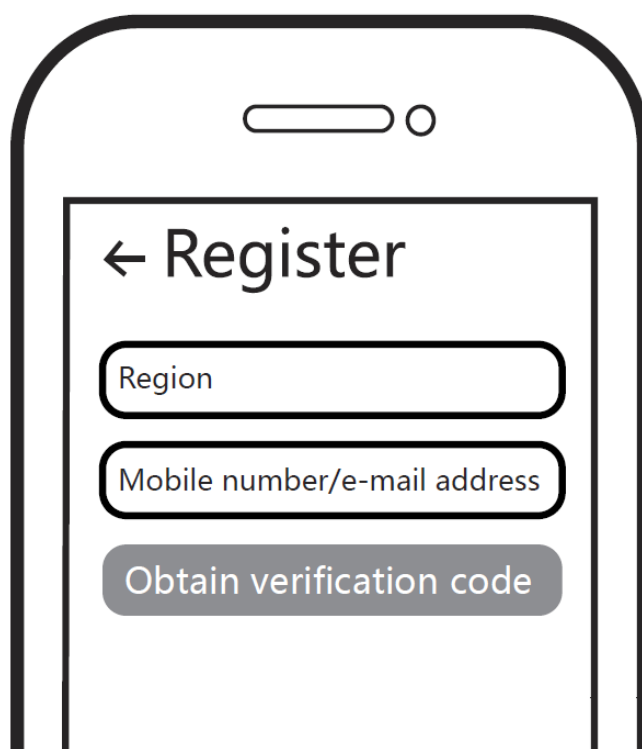 ← Register
Region
Mobile number/e-mail address
Obtain verification code